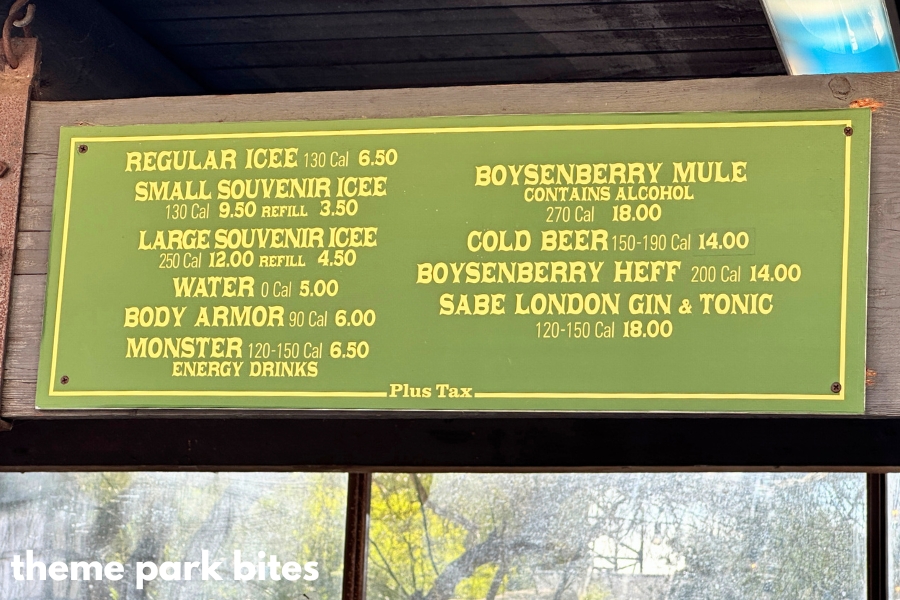 REGULAR ICEE 130 Cal 6.50
SMALL SOUVENIR ICEE
130 Cal 9.50 REFILL 3.50
LARGE SOUVENIR ICEE
250 Cal 12.00 REFILL 4.50
WATER 0 Cal 5.00
BODY ARMOR 90 Cal 6.00
MONSTER 120-150 Cal 6.50
ENERGY DRINKS
BOYSENBERRY MULE
CONTAINS ALCOHOL
270 Cal 18.00
COLD BEER 150-190 Cal 14.00
BOYSENBERRY HEFF 200 Cal 14.00
SABE LONDON GIN & TONIC
120-150 Cal 18.00
Plus Tax
theme park bites